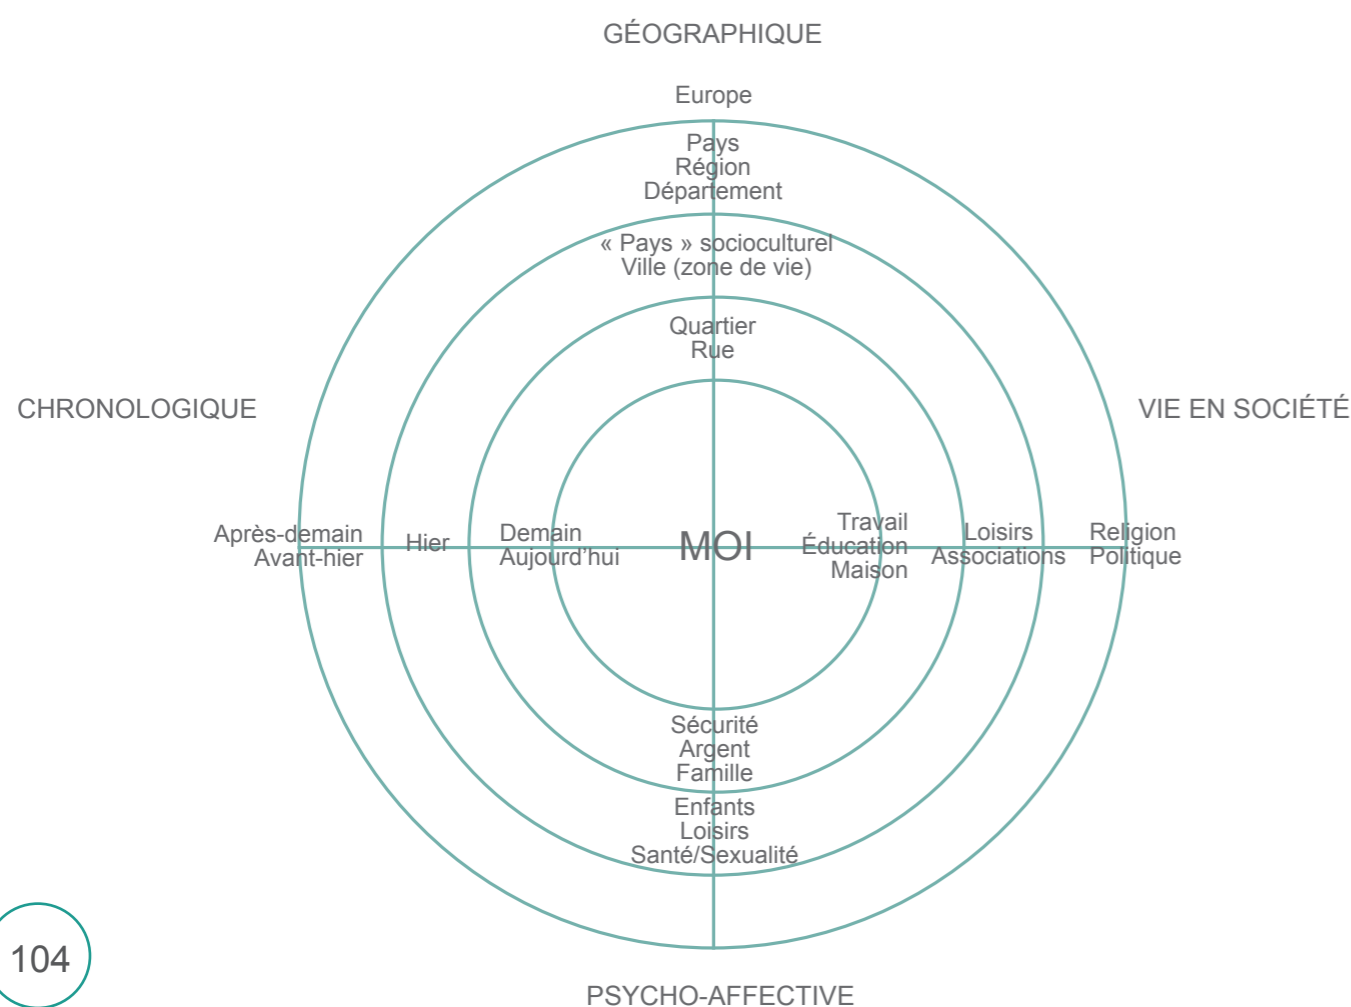 GÉOGRAPHIQUE
Europe
Pays
Région
Département
« Pays » socioculturel
Ville (zone de vie)
Quartier
Rue
CHRONOLOGIQUE
VIE EN SOCIÉTÉ
Après-demain
Avant-hier
Hier
Demain
Aujourd’hui
MOI
Travail
Éducation
Maison
Loisirs
Associations
Religion
Politique
Sécurité
Argent
Famille
Enfants
Loisirs
Santé/Sexualité
104
PSYCHO-AFFECTIVE